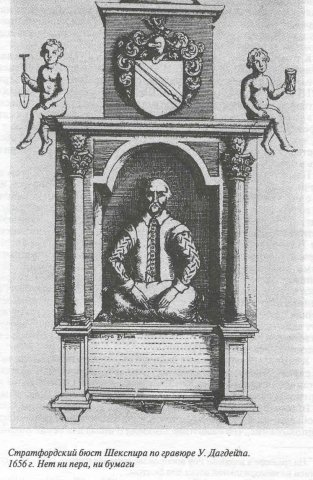 Стратфордский бюст Шекспира по гравюре У. Дагдейла.
1656 г. Нет ни пера, ни бумаги